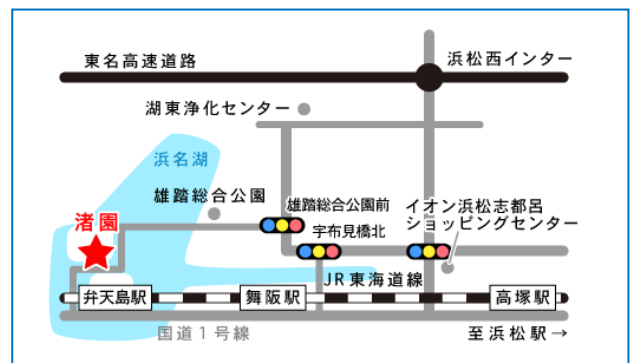 東名高速道路
浜松西インター
湖東浄化センター
浜名湖
雄踏総合公園
雄踏総合公園前
イオン浜松志都呂
ショッピングセンター
渚園
宇布見橋北
JR東海道線
弁天島駅
舞阪駅
高塚駅
国道1号線
至浜松駅→